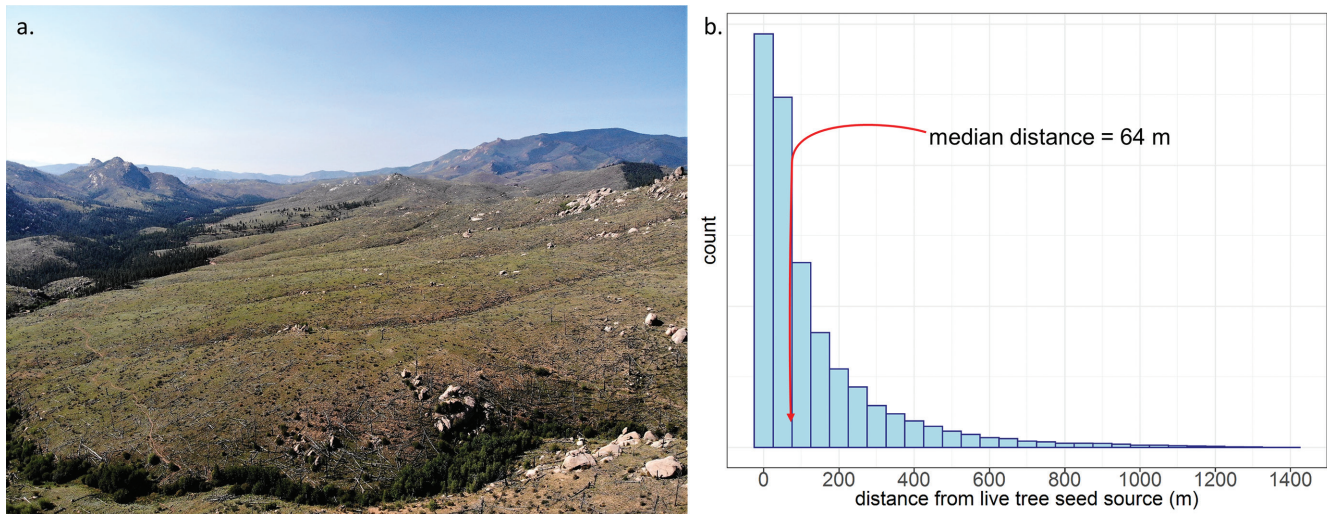 a.
b.
median distance = 64 m
count
0 200 400 600 800 1000 1200 1400
distance from live tree seed source (m)